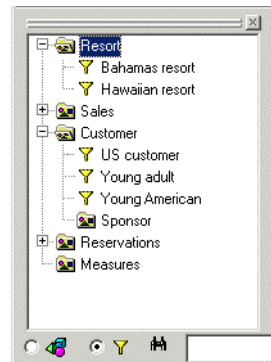 Resort
Bahamas resort
Hawaiian resort
Sales
Customer
US customer
Young adult
Young American
Sponsor
Reservations
Measures